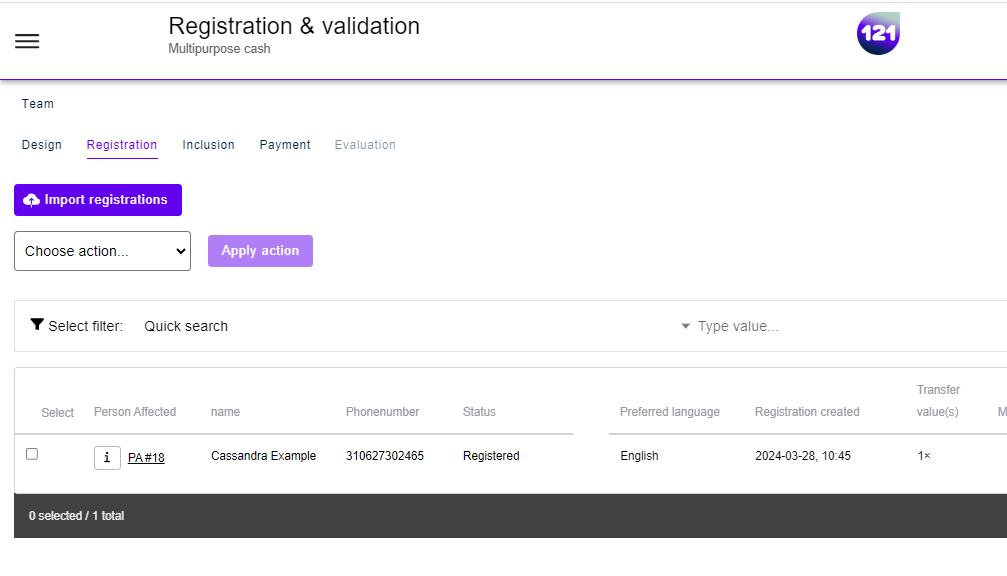 Registration & validation
Multipurpose cash
121
Team
Design Registration Inclusion Payment Evaluation
Import registrations
Choose action... Apply action
Select filter: Quick search Type value...
Select Person Affected name Phonenumber Status Preferred language Registration created Transfer value(s) M
i PA#18 Cassandra Example 310627302465 Registered English 2024-03-28, 10:45 1×
0 selected / 1 total